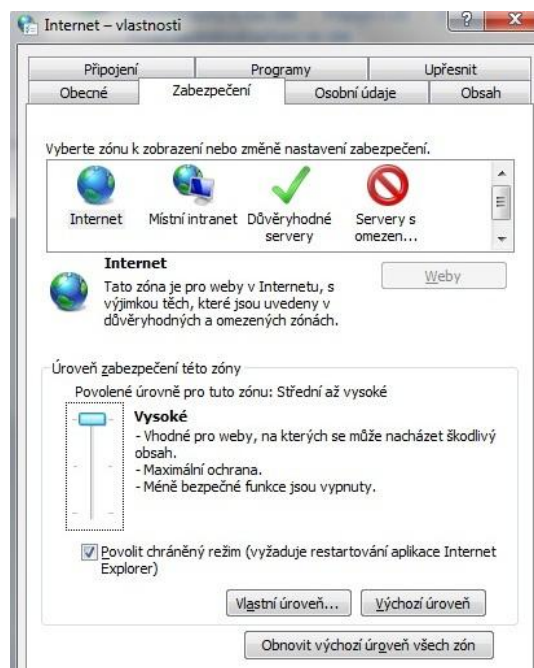 Internet – vlastnosti
Připojení Programy Upřesnit
Obecné Zabezpečení Osobní údaje Obsah
Vyberte zónu k zobrazení nebo změně nastavení zabezpečení.
Internet Místní intranet Důvěryhodné servery Servery s omezen...
Internet
Weby
Tato zóna je pro weby v Internetu, s
výjimkou těch, které jsou uvedeny v
důvěryhodných a omezených zónách.
Úroveň zabezpečení této zóny
Povolené úrovně pro tuto zónu: Střední až vysoké
Vysoké
- Vhodné pro weby, na kterých se může nacházet škodlivý
obsah.
- Maximální ochrana.
- Méně bezpečné funkce jsou vypnuty.
Povolit chráněný režim (vyžaduje restartování aplikace Internet
Explorer)
Vlastní úroveň... Výchozí úroveň
Obnovit výchozí úroveň všech zón